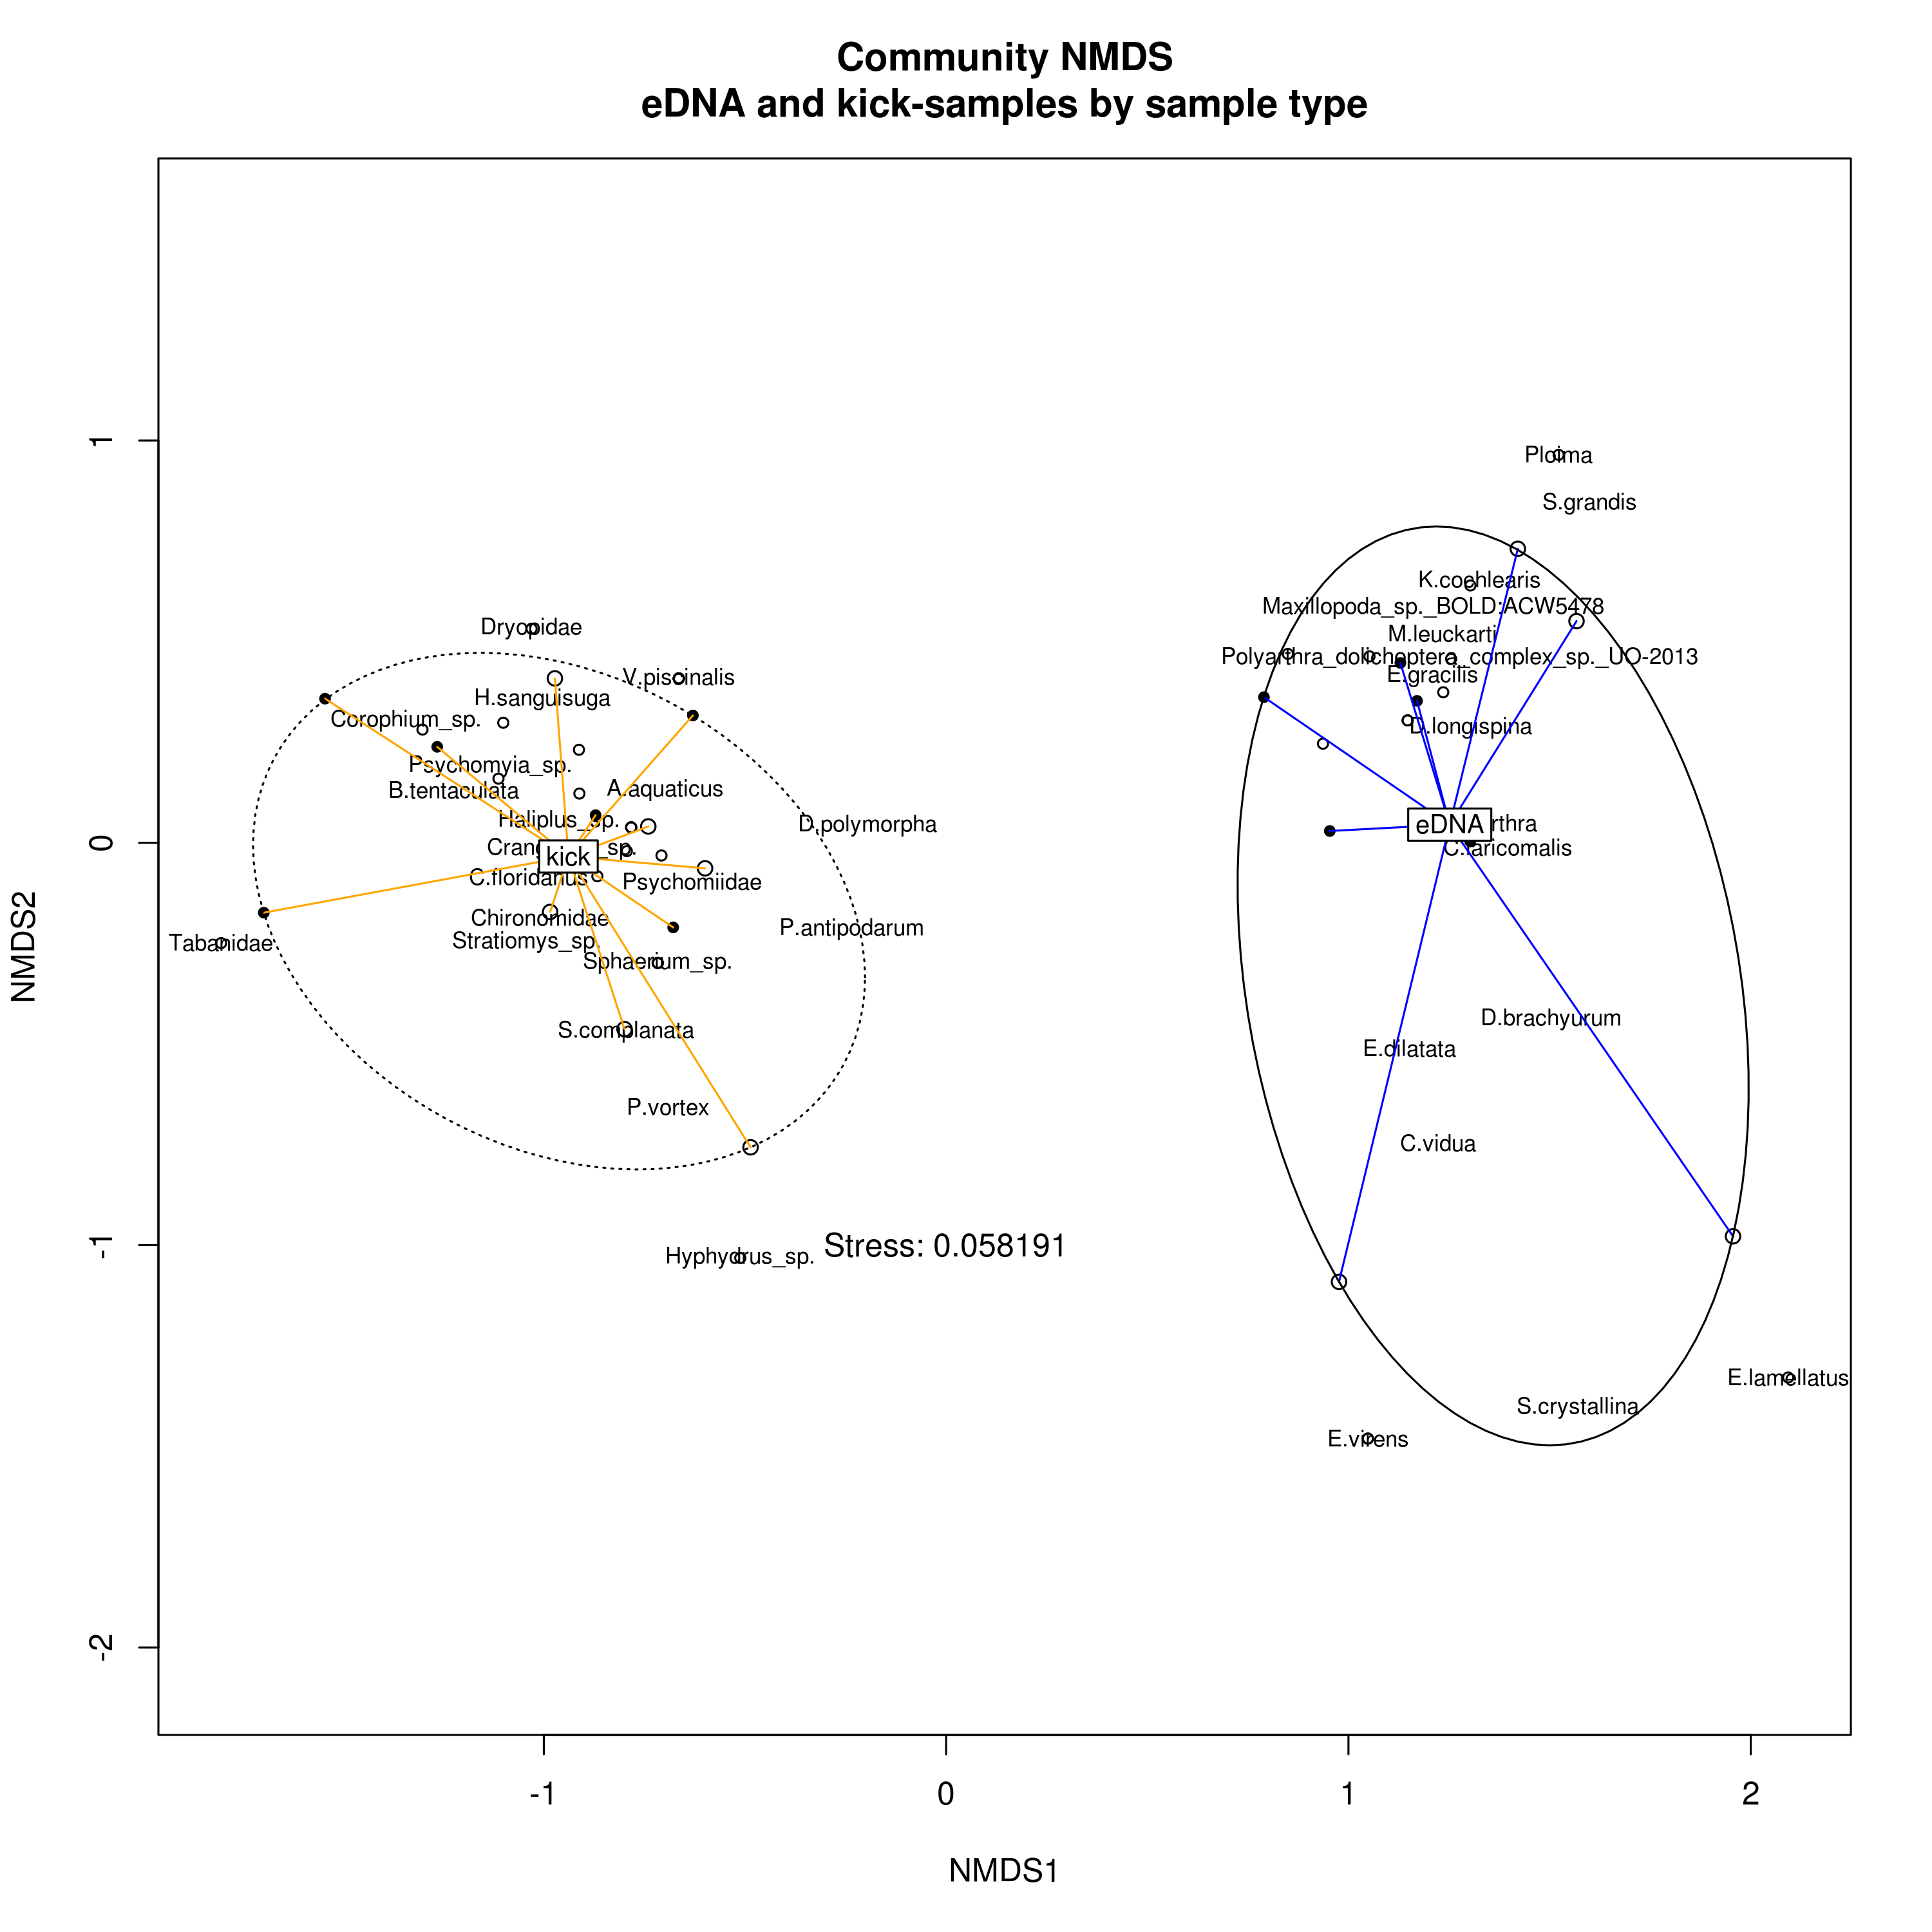 Community NMDS
eDNA and kick-samples by sample type
Ploima
S.grandis
K.cochlearis
Maxillopoda_sp._BOLD:ACW5478
Dryopidae
M.leuckarti
Polyarthra_dolichoptera_complex_sp._UO-2013
V.piscinalis
E.gracilis
H.sanguisuga
Corophium_sp.
D.longispina
Psychomyia_sp.
B.tentaculata
A.aquaticus
Haliplus_sp.
D.polymorpha
eDNA
kick
C.floridanus
Psychomiidae
Chironomidae
P.antipodarum
Stratiomys_sp.
Tabanidae
Sphaerium_sp.
D.brachyurum
S.complanata
E.dilatata
P.vortex
C.vidua
Stress: 0.058191
Hyphydrus_sp.
E.lamellatus
S.crystallina
E.virens
1
0
-1
-2
NMDS2
-1
0
1
2
NMDS1